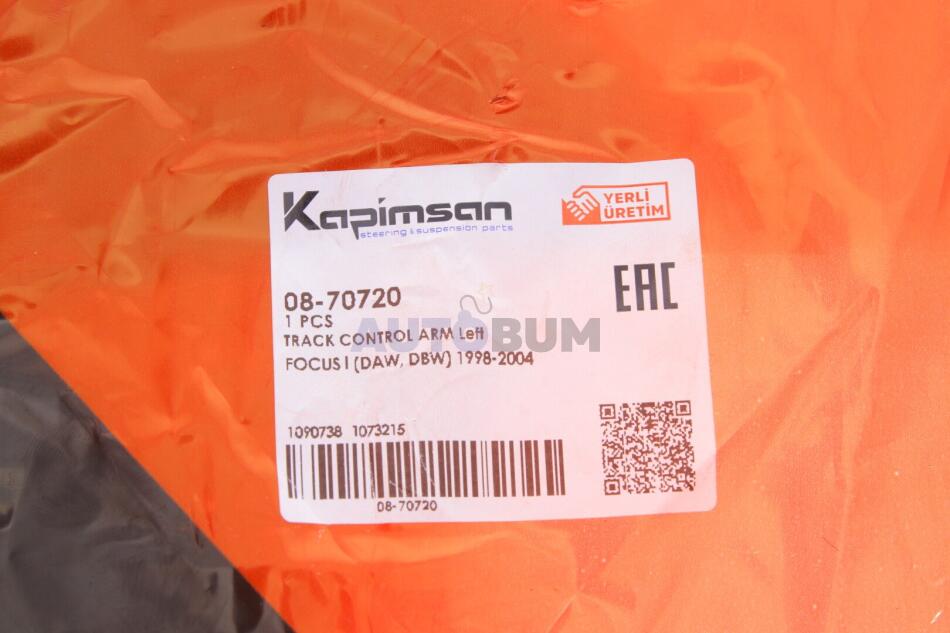 Kapimsan
steering & suspension parts
YERLİ
ÜRETİM
08-70720
EAC
1 PCS
AUTOBUM
TRACK CONTROL ARM Left
FOCUS I (DAW, DBW) 1998-2004
1090738 1073215
08-70720